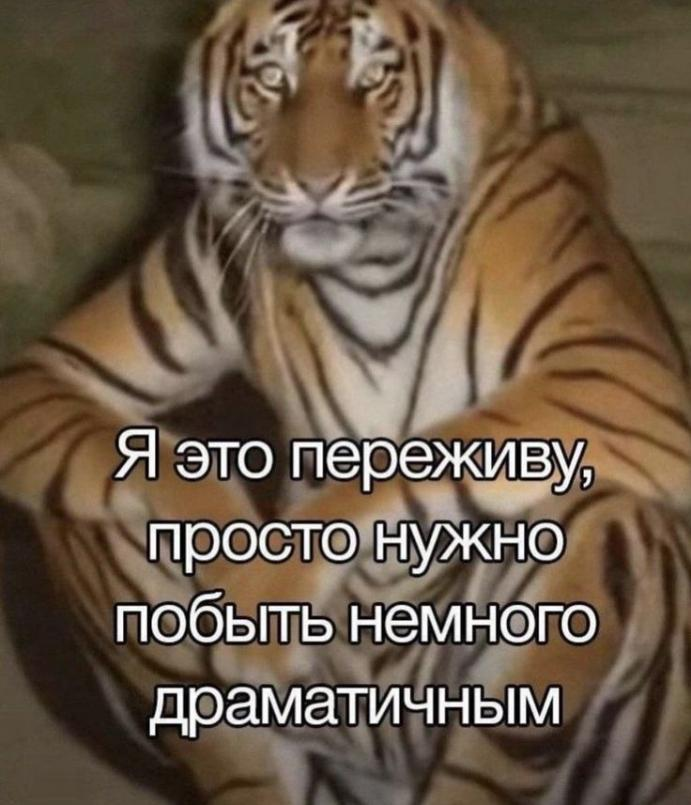 Я это переживу,
просто нужно
побыть немного
драматичным